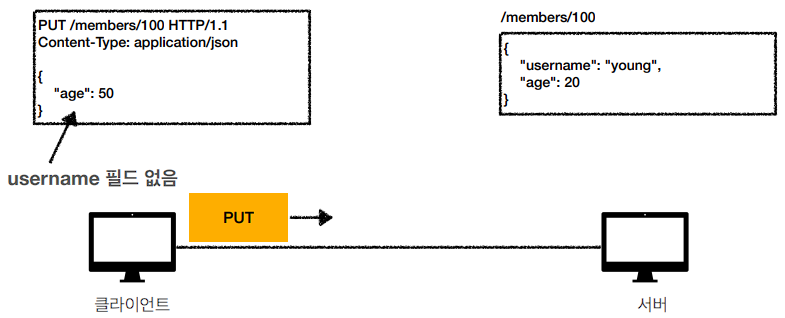 PUT /members/100 HTTP/1.1
Content-Type: application/json
{
"age": 50
}
username 필드 없음
/members/100
{
"username": "young",
"age": 20
}
PUT
클라이언트
서버